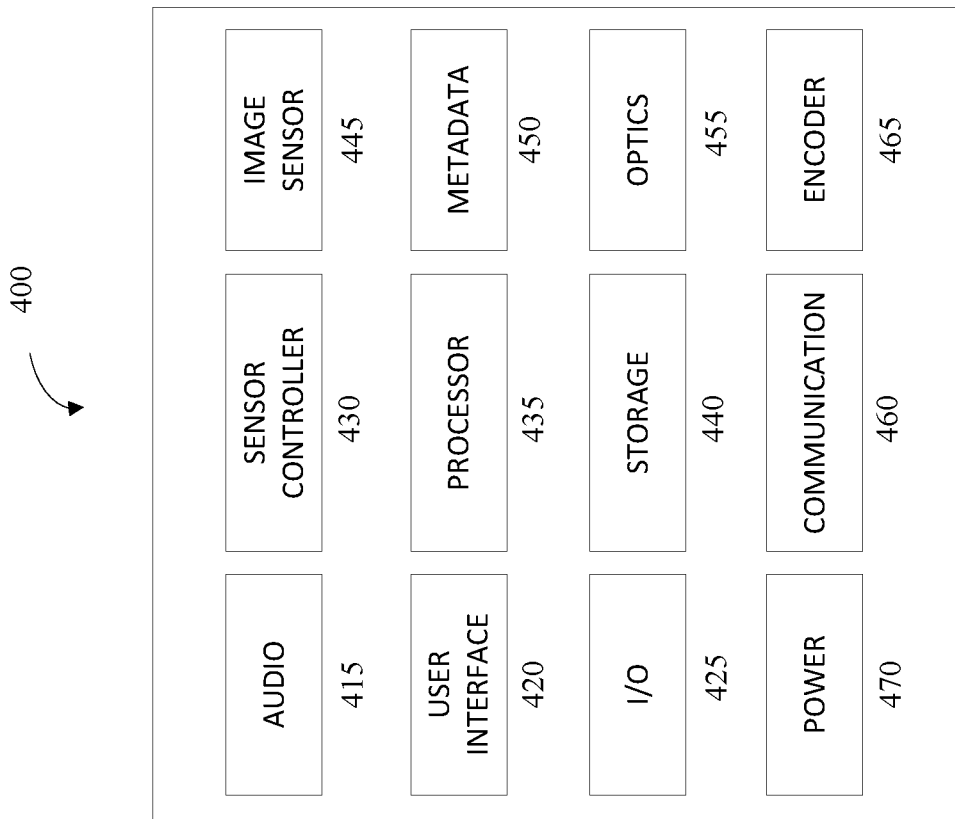 400
AUDIO
415
SENSOR
CONTROLLER
430
IMAGE
SENSOR
445
USER
INTERFACE
420
PROCESSOR
435
METADATA
450
I/O
425
STORAGE
440
OPTICS
455
POWER
470
COMMUNICATION
460
ENCODER
465